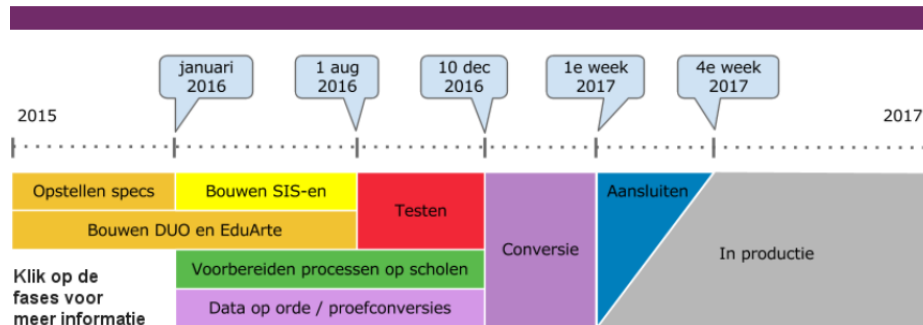 januari
2016
1 aug
2016
10 dec
2016
1e week
2017
4e week
2017
2015
2017
Opstellen specs
Bouwen SIS-en
Testen
Conversie
Aansluiten
In productie
Bouwen DUO en EduArte
Voorbereiden processen op scholen
Data op orde / proefconversies
Klik op de
fases voor
meer informatie